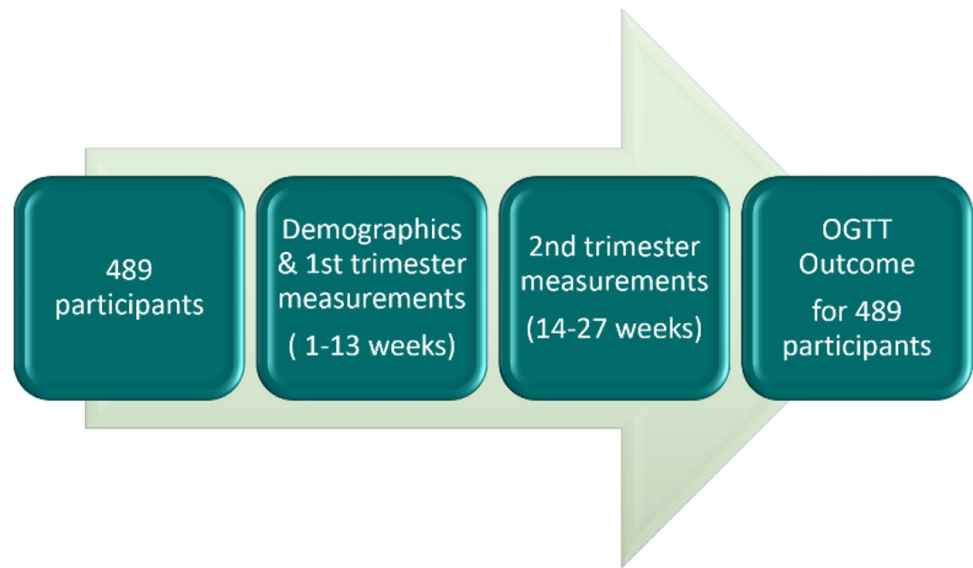 489
participants
Demographics
& 1st trimester
measurements
( 1-13 weeks)
2nd trimester
measurements
(14-27 weeks)
OGTT
Outcome
for 489
participants